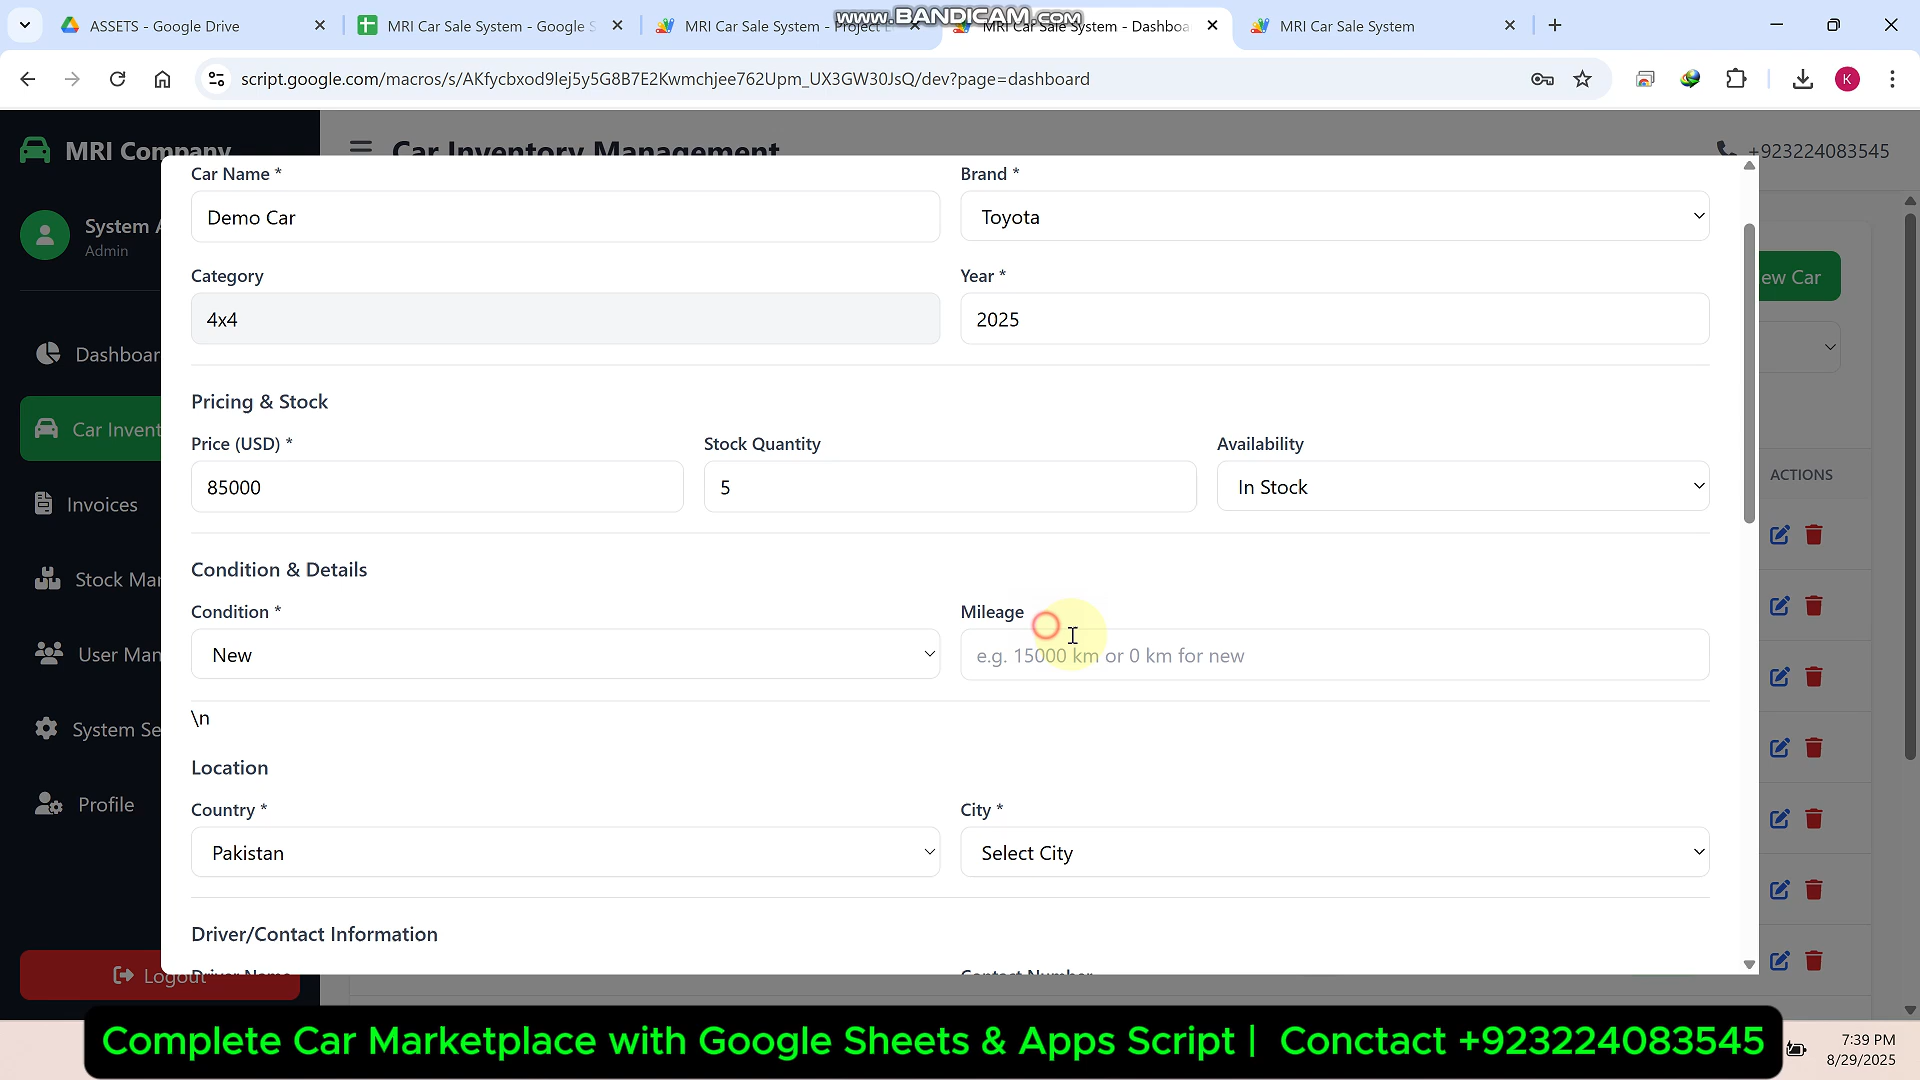 ASSETS - Google Drive
MRI Car Sale System - Google S
MRI Car Sale System - Project E
MRI Car Sale System - Dashboa
MRI Car Sale System
www.BANDICAM.com
script.google.com/macros/s/AKfycbxod9lej5y5G8B7E2Kwmchjee762Upm_UX3GW30JsQ/dev?page=dashboard
K
MRI Company
Car Inventory Management
+923224083545
System A
Admin
Dashboar
Car Invent
Invoices
Stock Mar
User Man
System Se
Profile
Logout
ew Car
ACTIONS
Car Name *
Brand *
Demo Car
Toyota
Category
Year *
4x4
2025
Pricing & Stock
Price (USD) *
Stock Quantity
Availability
85000
5
In Stock
Condition & Details
Condition *
Mileage
New
e.g. 15000 km or 0 km for new
\n
Location
Country *
City *
Pakistan
Select City
Driver/Contact Information
Driver Name
Contact Number
Complete Car Marketplace with Google Sheets & Apps Script | Conctact +923224083545
7:39 PM
8/29/2025